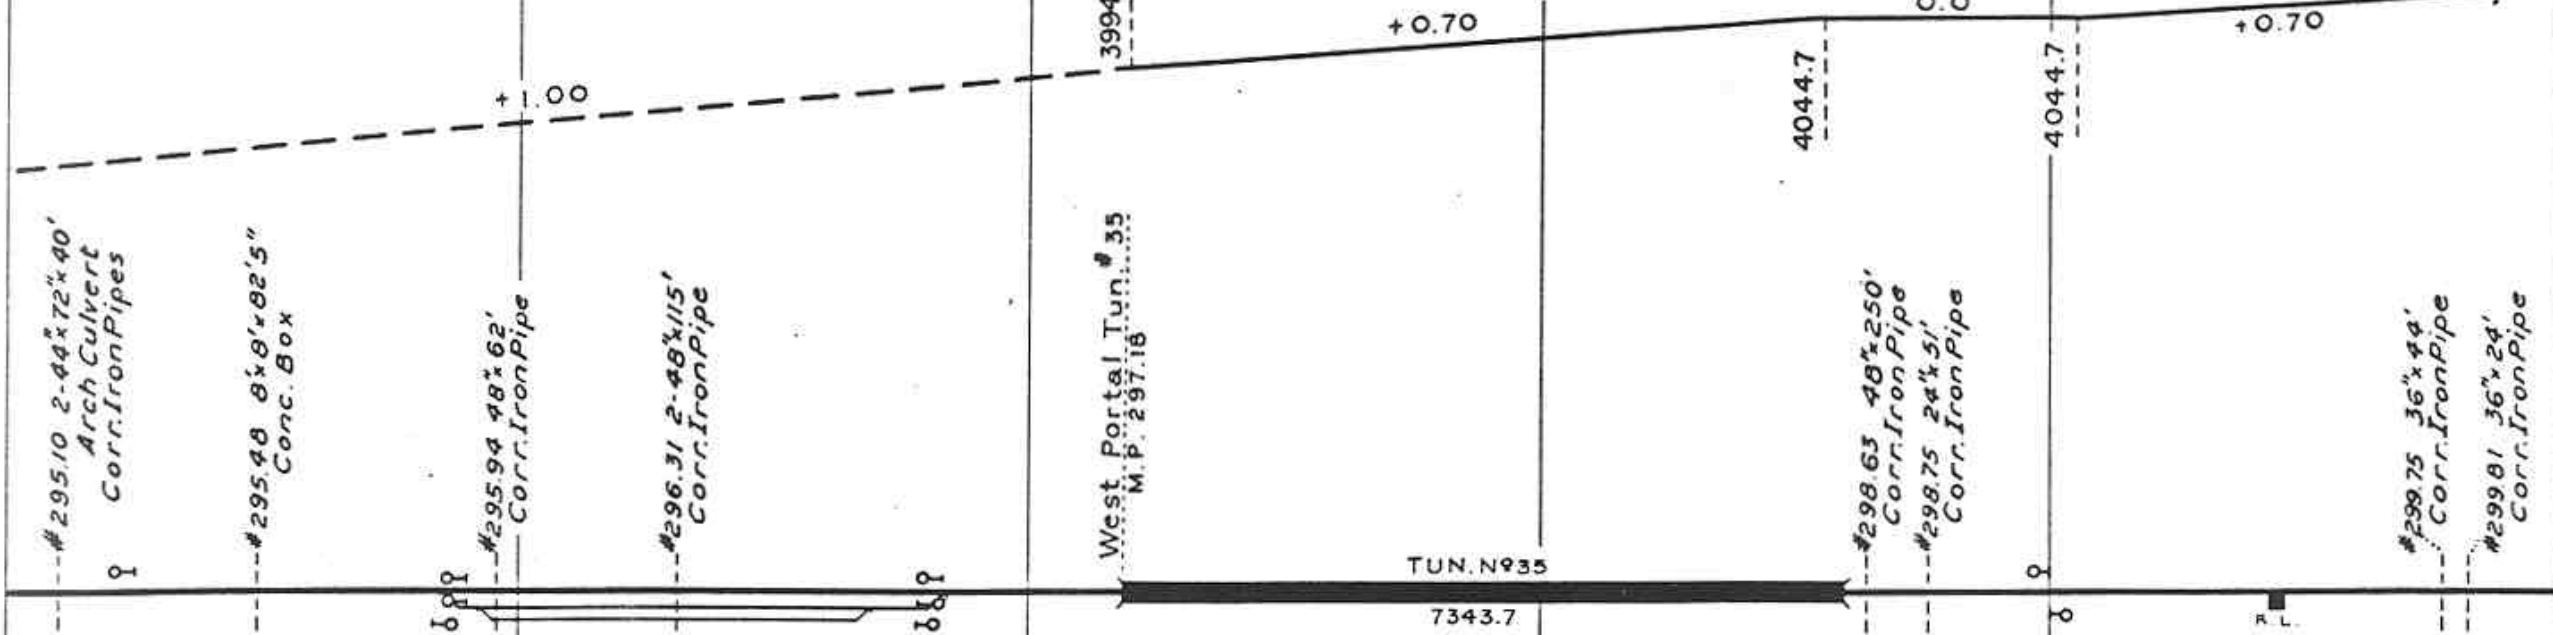 3994
+0.70
0.0
+0.70
+1.00
4044.7
4044.7
#295.10 2-44"x72"x40'
Arch Culvert
Corr.Iron Pipes
#295.48 8'x8'x82'5"
Conc. Box
#295.94 48"x62'
Corr.Iron Pipe
#296.31 2-48"x115'
Corr.Iron Pipe
West Portal Tun.#35
M.P. 297.18
#298.63 48"x250'
Corr.Iron Pipe
#298.75 24"x51'
Corr.Iron Pipe
#299.75 36"x44'
Corr.Iron Pipe
#299.81 36"x24'
Corr.Iron Pipe
TUN. Nº35
7343.7
R.L.